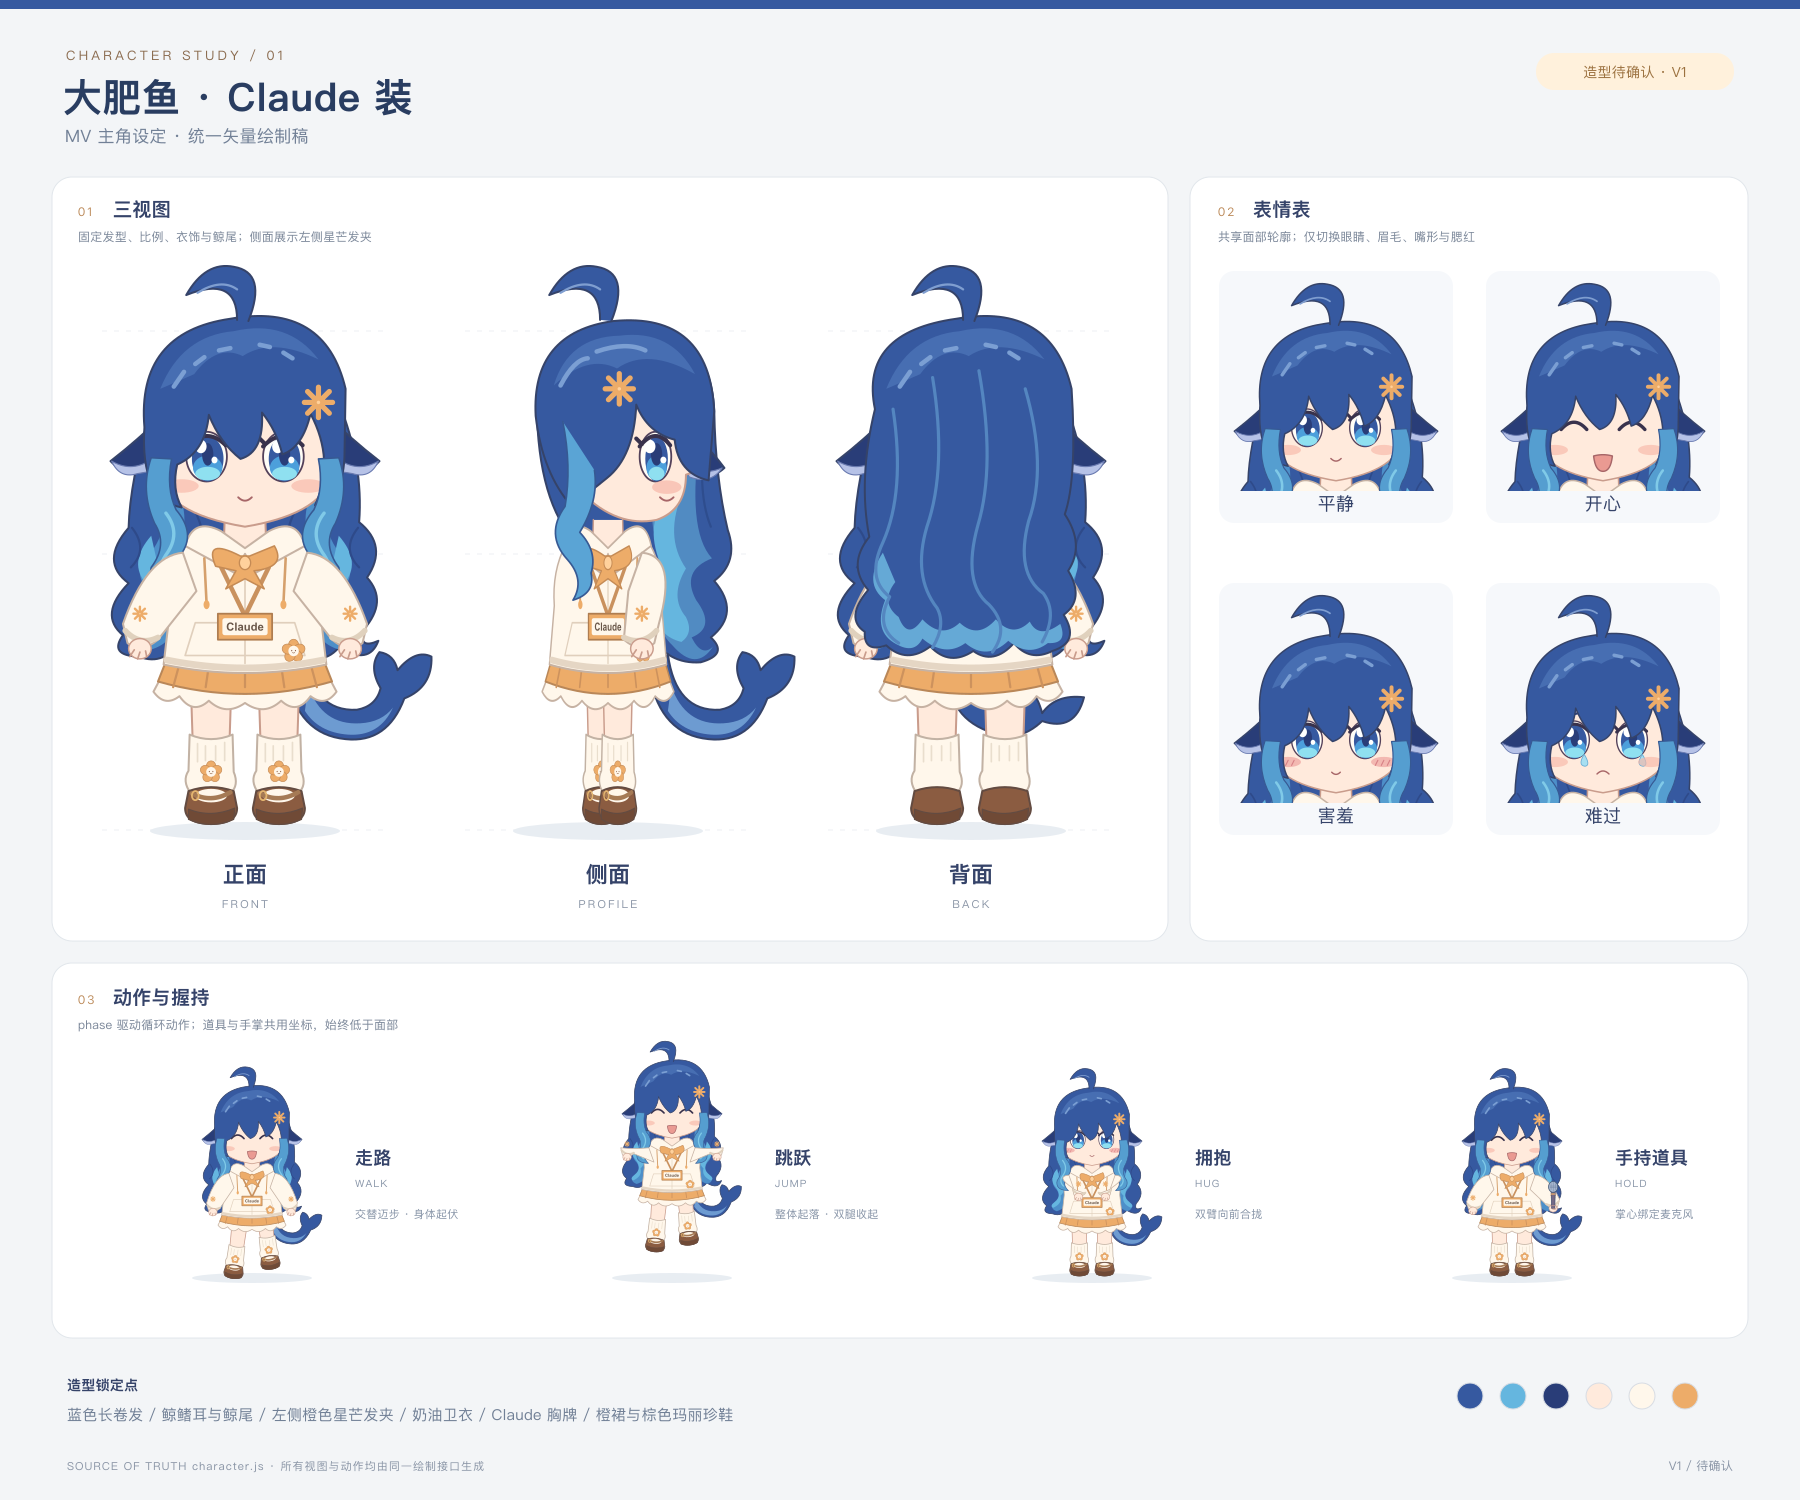 CHARACTER STUDY / 01
大肥鱼 · Claude 装
MV 主角设定 · 统一矢量绘制稿
造型待确认 · V1
01 三视图
固定发型、比例、衣饰与鲸尾；侧面展示左侧星芒发夹
Claude
Claude
正面
FRONT
侧面
PROFILE
背面
BACK
02 表情表
共享面部轮廓；仅切换眼睛、眉毛、嘴形与腮红
平静
开心
害羞
难过
03 动作与握持
phase 驱动循环动作；道具与手掌共用坐标，始终低于面部
Claude
走路
WALK
交替迈步 · 身体起伏
Claude
跳跃
JUMP
整体起落 · 双腿收起
Claude
拥抱
HUG
双臂向前合拢
Claude
手持道具
HOLD
掌心绑定麦克风
造型锁定点
蓝色长卷发 / 鲸鳍耳与鲸尾 / 左侧橙色星芒发夹 / 奶油卫衣 / Claude 胸牌 / 橙裙与棕色玛丽珍鞋
SOURCE OF TRUTH character.js · 所有视图与动作均由同一绘制接口生成
V1 / 待确认